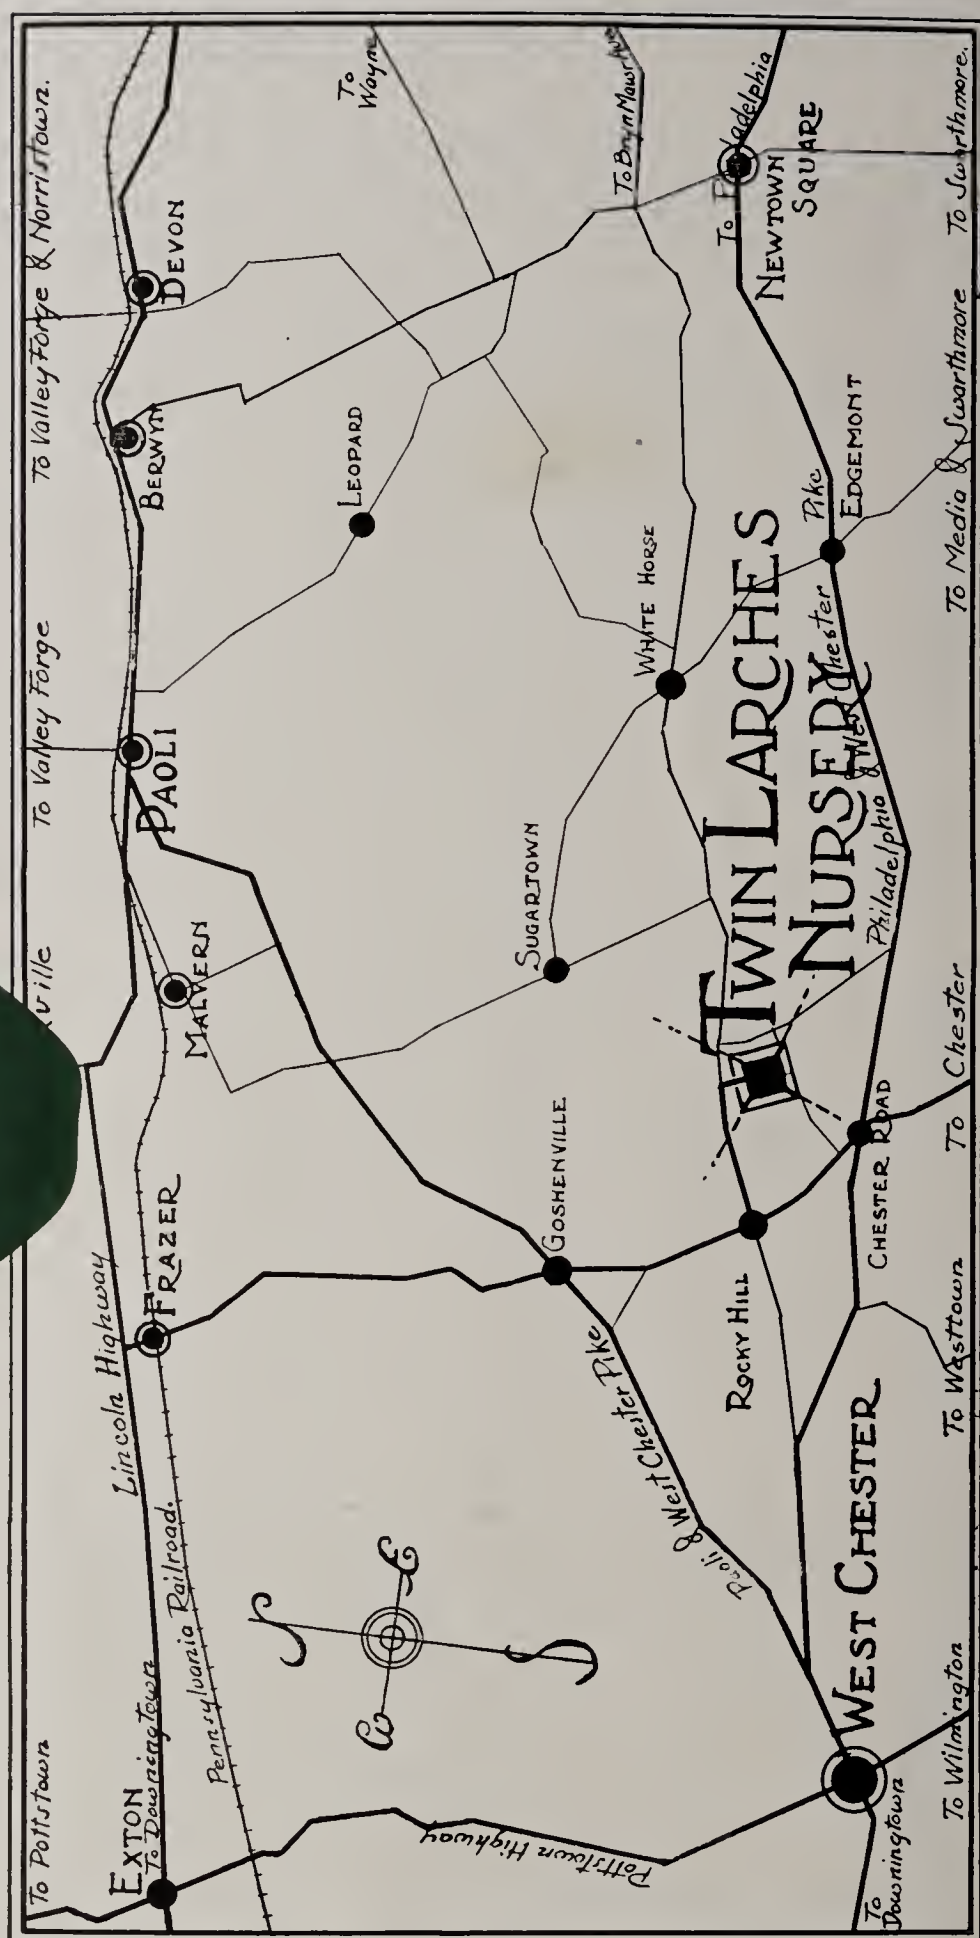 To Pottstown
ville
To Valley Forge
To Valley Forge & Norristown.
Lincoln Highway
EXTON
To Downingtown
Pennsylvania Railroad.
FRAZER
MALVERN
PAOLI
BERWYN
DEVON
To
Wayne
N
W
E
S
LEOPARD
Pottstown Highway
Paoli & West Chester Pike
GOSHENVILLE
SUGARTOWN
WHITE HORSE
To Bryn Mawr Ave
ROCKY HILL
TWIN LARCHES
NURSERY
To Philadelphia
NEWTOWN
SQUARE
Philadelphia & West Chester Pike
EDGEMONT
WEST CHESTER
CHESTER ROAD
To
Downingtown
To Wilmington
To Westtown
To Chester
To Media & Swarthmore
To Swarthmore.